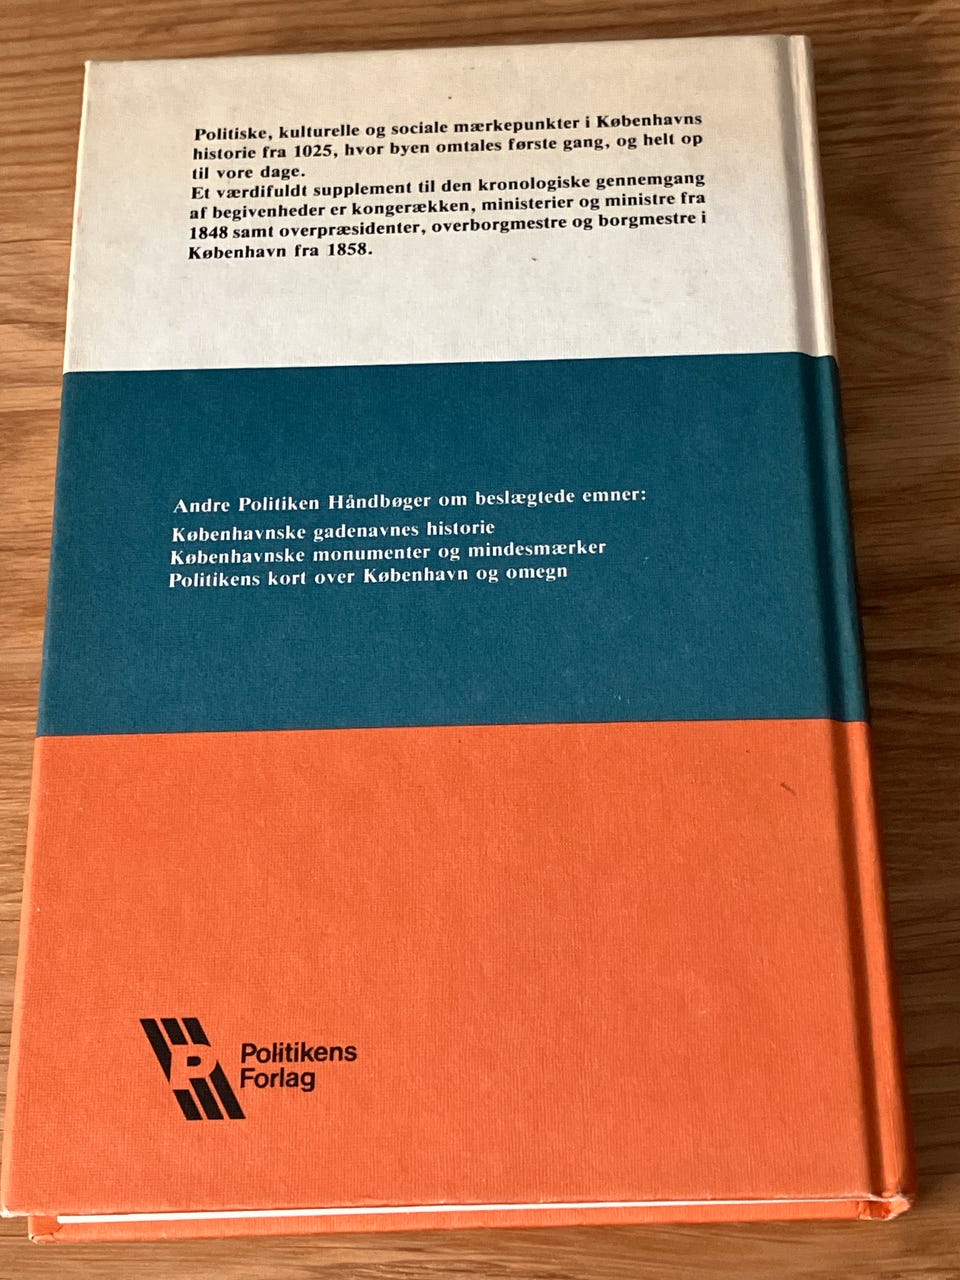 Politiske, kulturelle og sociale mærkepunkter i Københavns
historie fra 1025, hvor byen omtales første gang, og helt op
til vore dage.
Et værdifuldt supplement til den kronologiske gennemgang
af begivenheder er kongerækken, ministerier og ministre fra
1848 samt overpræsidenter, overborgmestre og borgmestre i
København fra 1858.
Andre Politiken Håndbøger om beslægtede emner:
Københavnske gadenavnes historie
Københavnske monumenter og mindesmærker
Politikens kort over København og omegn
P
Politikens
Forlag